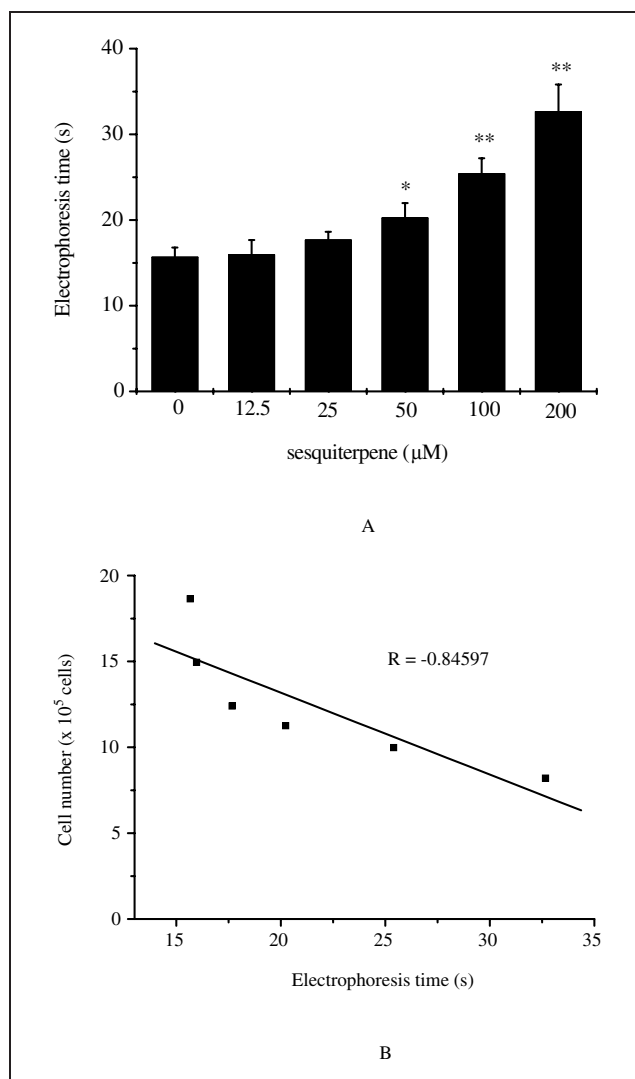 40
30
20
10
0
Electrophoresis time (s)
*
**
**
0 12.5 25 50 100 200
sesquiterpene (µM)
A
20
15
10
5
0
Cell number (x 10⁵ cells)
R = -0.84597
15 20 25 30 35
Electrophoresis time (s)
B